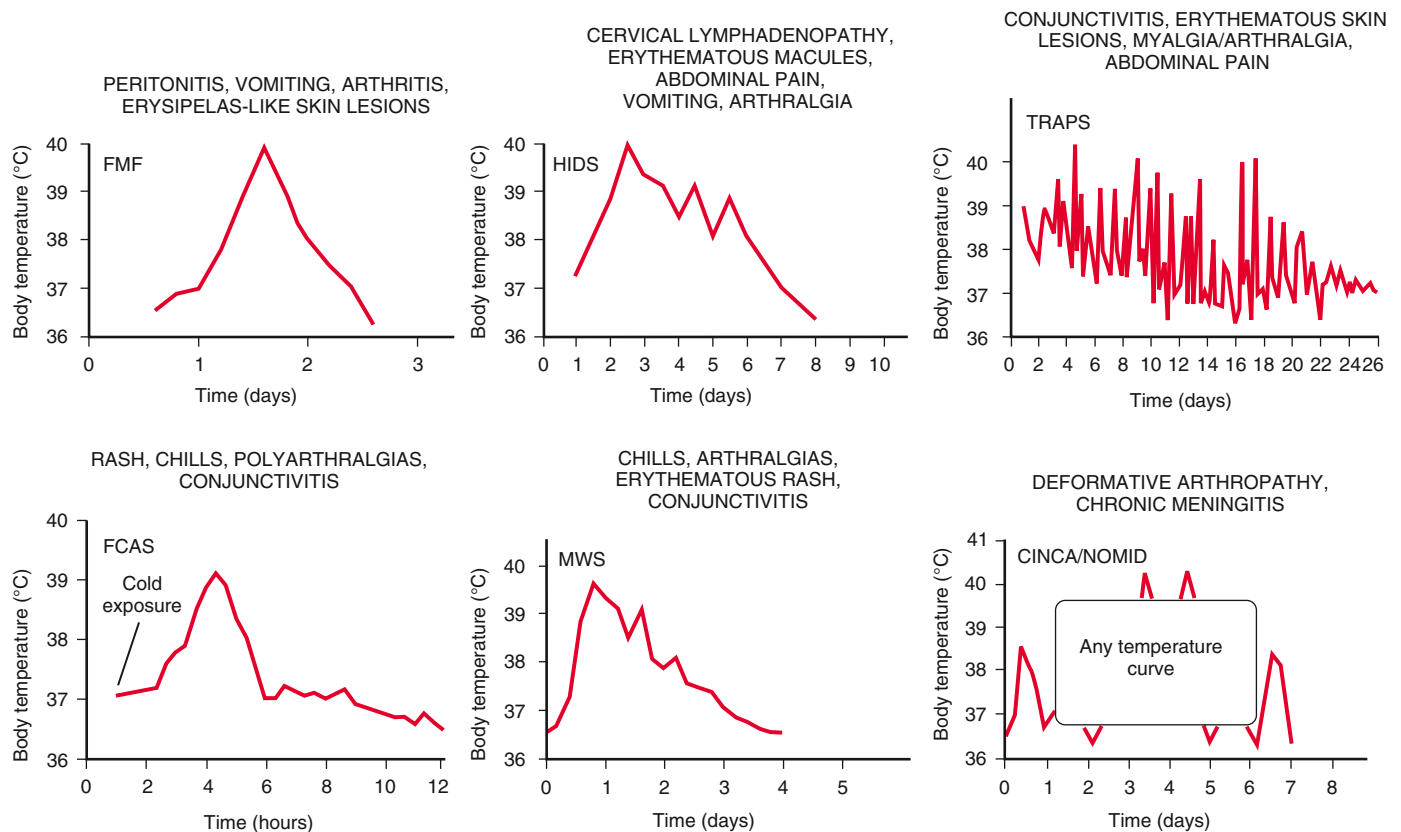 PERITONITIS, VOMITING, ARTHRITIS,
ERYSIPELAS-LIKE SKIN LESIONS
Body temperature (°C)
40
39
38
37
36
FMF
0 1 2 3
Time (days)
CERVICAL LYMPHADENOPATHY,
ERYTHEMATOUS MACULES,
ABDOMINAL PAIN,
VOMITING, ARTHRALGIA
Body temperature (°C)
40
39
38
37
36
HIDS
0 1 2 3 4 5 6 7 8 9 10
Time (days)
CONJUNCTIVITIS, ERYTHEMATOUS SKIN
LESIONS, MYALGIA/ARTHRALGIA,
ABDOMINAL PAIN
Body temperature (°C)
40
39
38
37
36
TRAPS
0 2 4 6 8 10 12 14 16 18 20 22 24 26
Time (days)
RASH, CHILLS, POLYARTHRALGIAS,
CONJUNCTIVITIS
Body temperature (°C)
40
39
38
37
36
FCAS
Cold
exposure
0 2 4 6 8 10 12
Time (hours)
CHILLS, ARTHRALGIAS,
ERYTHEMATOUS RASH,
CONJUNCTIVITIS
Body temperature (°C)
40
39
38
37
36
MWS
0 1 2 3 4 5
Time (days)
DEFORMATIVE ARTHROPATHY,
CHRONIC MENINGITIS
Body temperature (°C)
41
40
39
38
37
36
CINCA/NOMID
Any temperature
curve
0 1 2 3 4 5 6 7 8
Time (days)